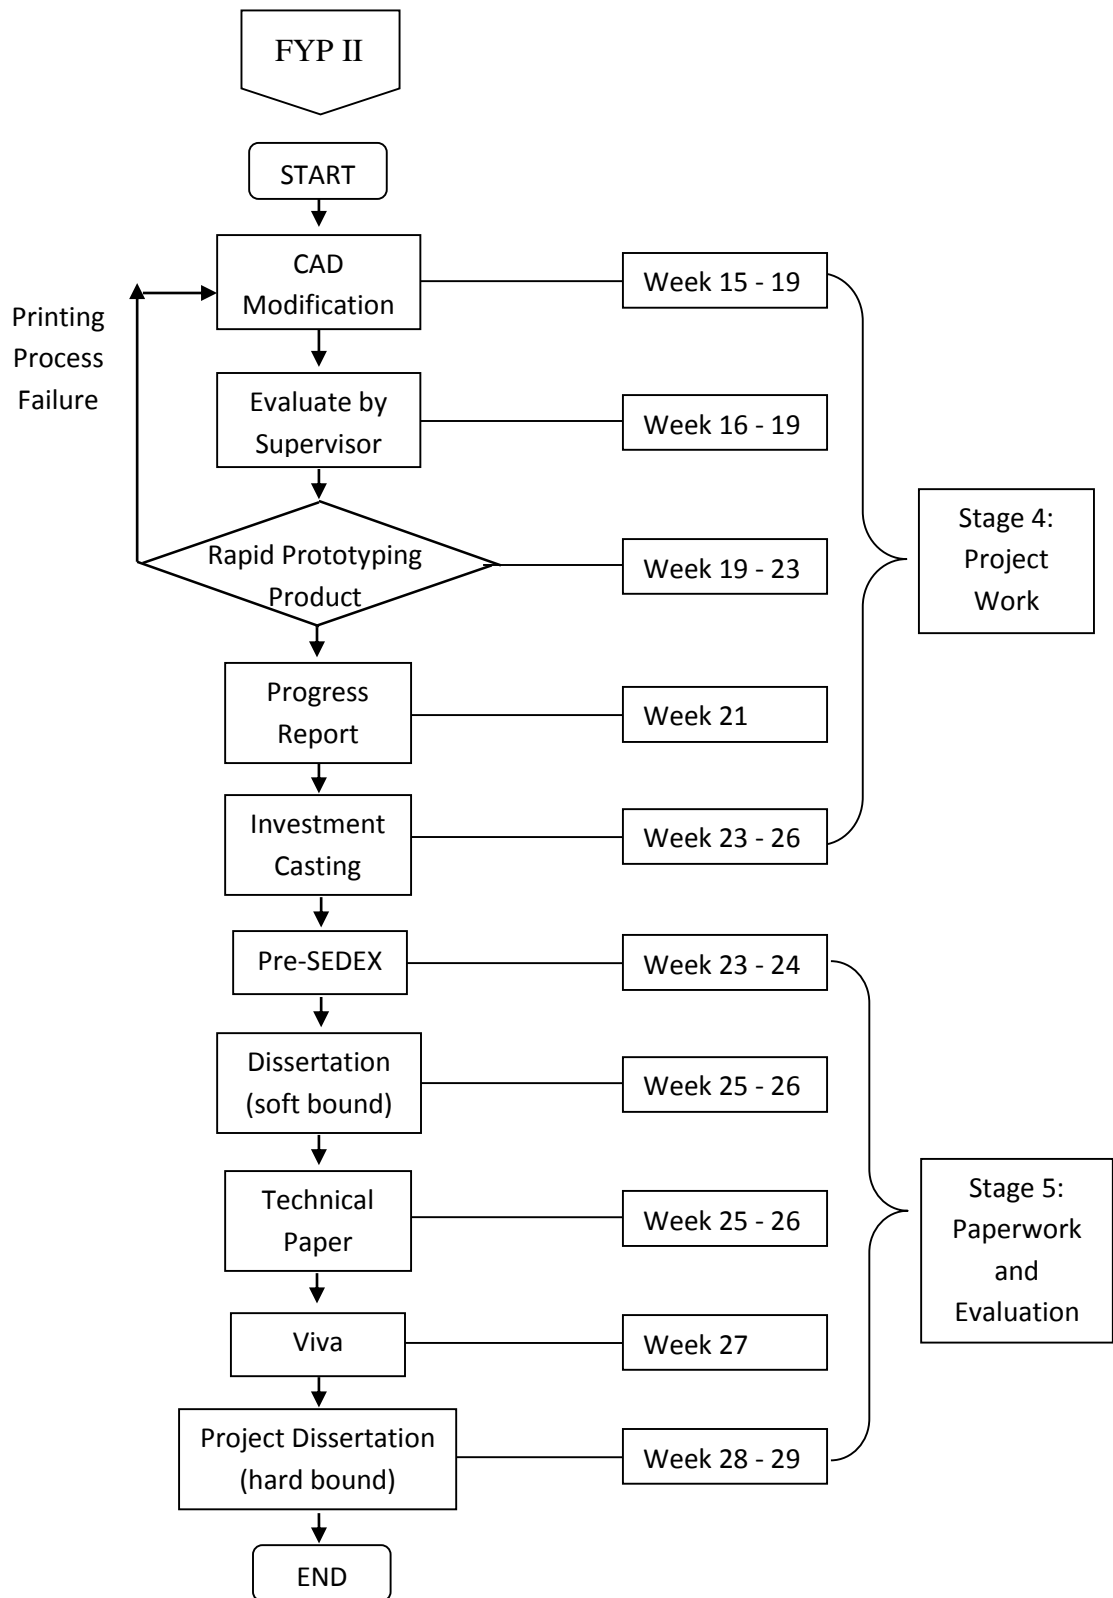 FYP II
START
CAD
Modification
Week 15 - 19
Printing
Process
Failure
Evaluate by
Supervisor
Week 16 - 19
Rapid Prototyping
Product
Week 19 - 23
Stage 4:
Project
Work
Progress
Report
Week 21
Investment
Casting
Week 23 - 26
Pre-SEDEX
Week 23 - 24
Dissertation
(soft bound)
Week 25 - 26
Technical
Paper
Week 25 - 26
Stage 5:
Paperwork
and
Evaluation
Viva
Week 27
Project Dissertation
(hard bound)
Week 28 - 29
END